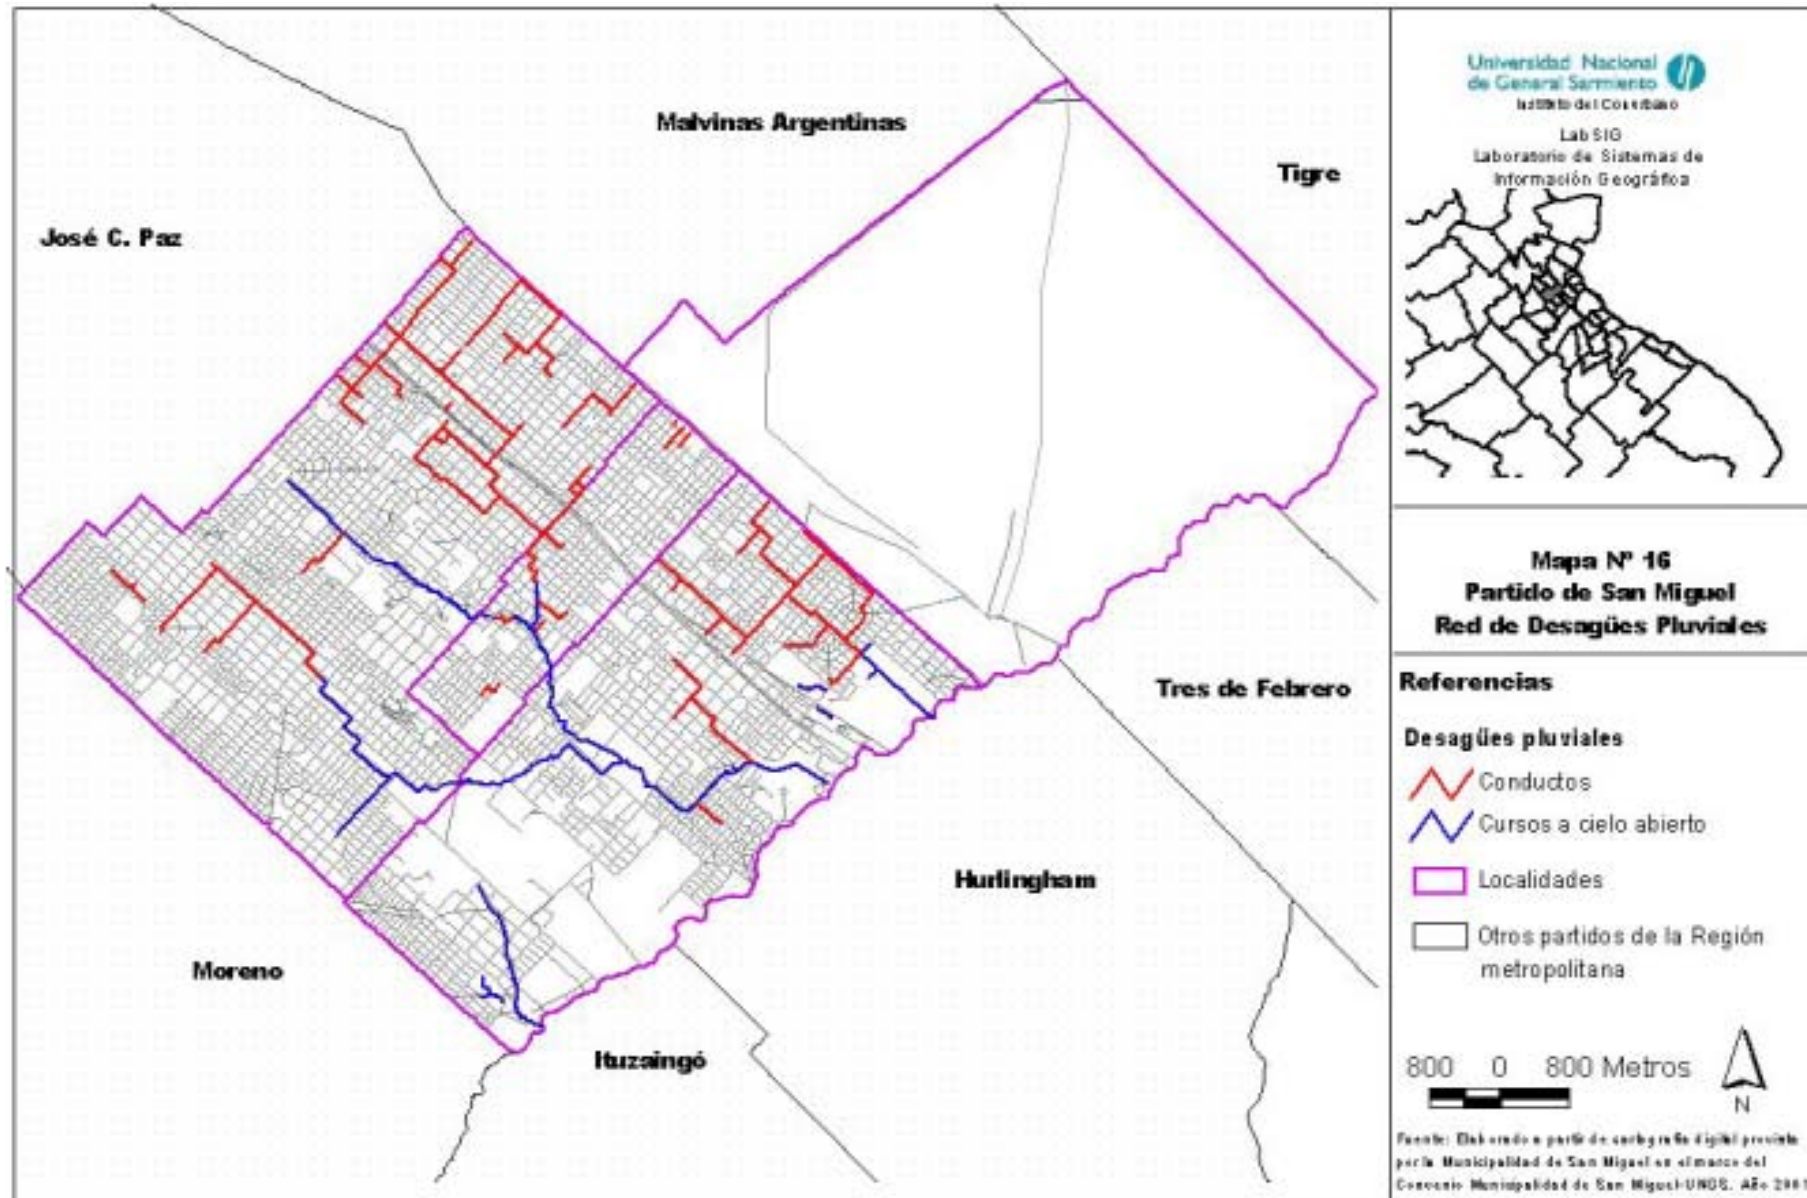 Malvinas Argentinas
Tigre
José C. Paz
Tres de Febrero
Hurlingham
Moreno
Ituzaingó
Universidad Nacional
de General Sarmiento
Instituto del Conurbano
Lab SIG
Laboratorio de Sistemas de
Información Geográfica
Mapa Nº 16
Partido de San Miguel
Red de Desagües Pluviales
Referencias
Desagües pluviales
Conductos
Cursos a cielo abierto
Localidades
Otros partidos de la Región
metropolitana
800 0 800 Metros
N
Fuente: Elaborado a partir de cartografía digital provista
por la Municipalidad de San Miguel en el marco del
Convenio Municipalidad de San Miguel-UNGS. Año 2001